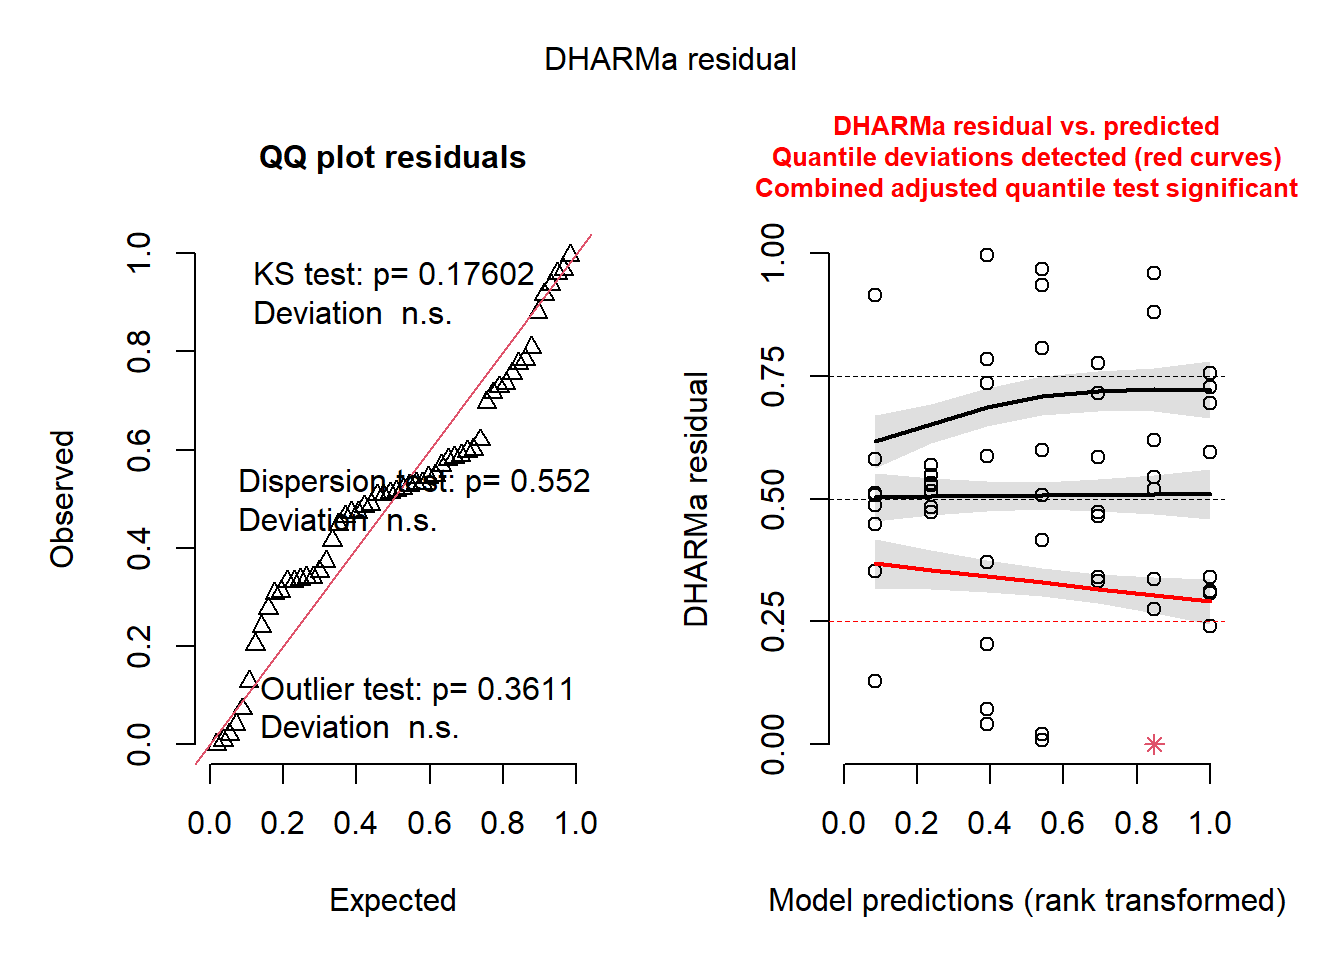 DHARMa residual
QQ plot residuals
KS test: p= 0.17602
Deviation  n.s.
Dispersion test: p= 0.552
Deviation  n.s.
Outlier test: p= 0.3611
Deviation  n.s.
Observed
0.0
0.2
0.4
0.6
0.8
1.0
0.0 0.2 0.4 0.6 0.8 1.0
Expected
DHARMa residual vs. predicted
Quantile deviations detected (red curves)
Combined adjusted quantile test significant
DHARMa residual
0.00
0.25
0.50
0.75
1.00
0.0 0.2 0.4 0.6 0.8 1.0
Model predictions (rank transformed)